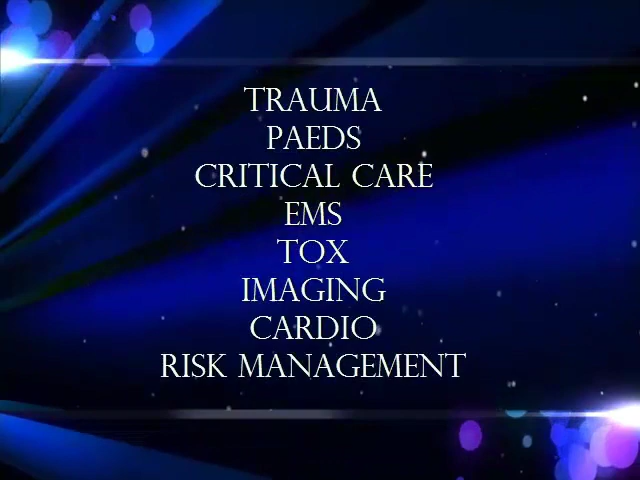 TRAUMA
PAEDS
CRITICAL CARE
EMS
TOX
IMAGING
CARDIO
RISK MANAGEMENT